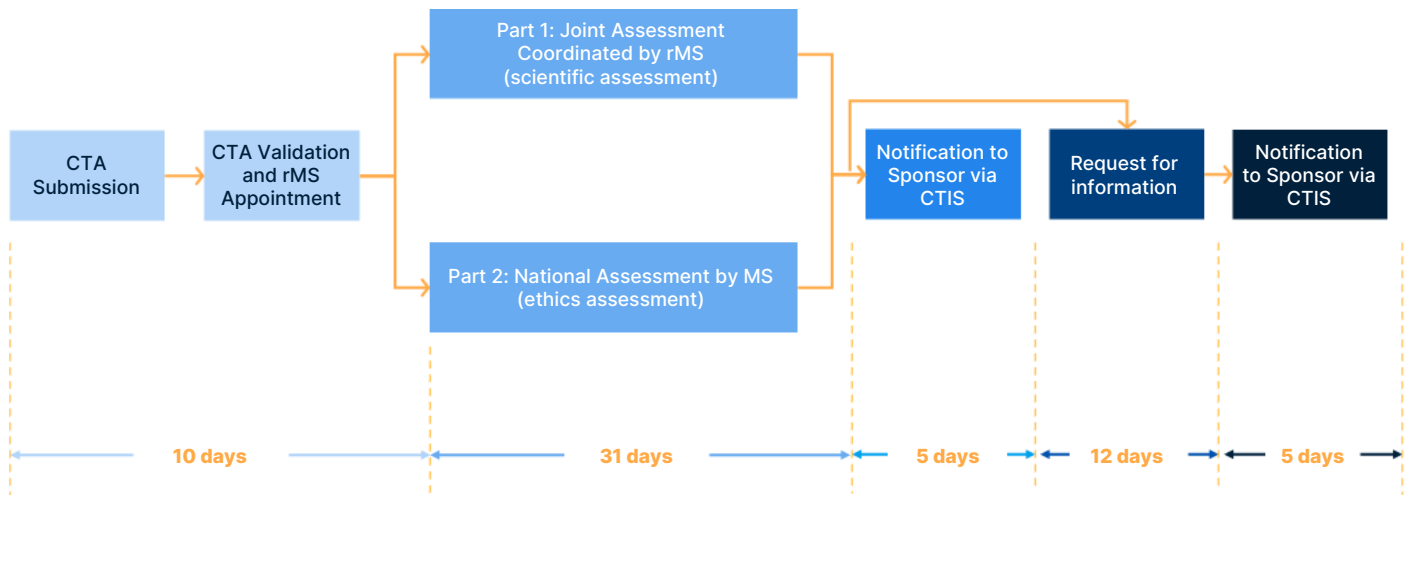 Part 1: Joint Assessment
Coordinated by rMS
(scientific assessment)
CTA
Submission
CTA Validation
and rMS
Appointment
Notification to
Sponsor via
CTIS
Request for
information
Notification
to Sponsor via
CTIS
Part 2: National Assessment by MS
(ethics assessment)
10 days
31 days
5 days
12 days
5 days